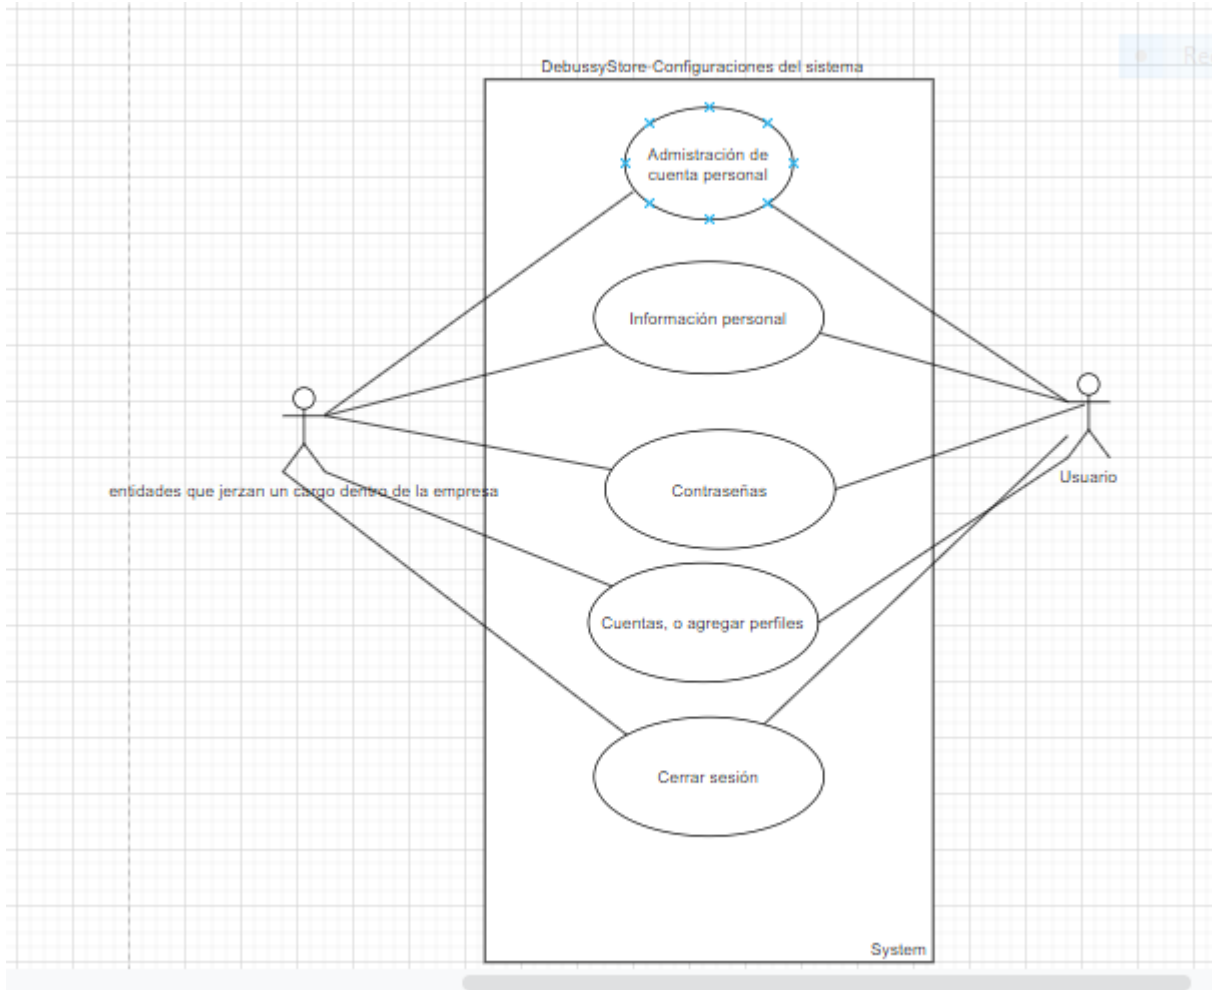 DebussyStore-Configuraciones del sistema
Admistración de
cuenta personal
Información personal
entidades que jerzan un cargo dentro de la empresa
Usuario
Contraseñas
Cuentas, o agregar perfiles
Cerrar sesión
System